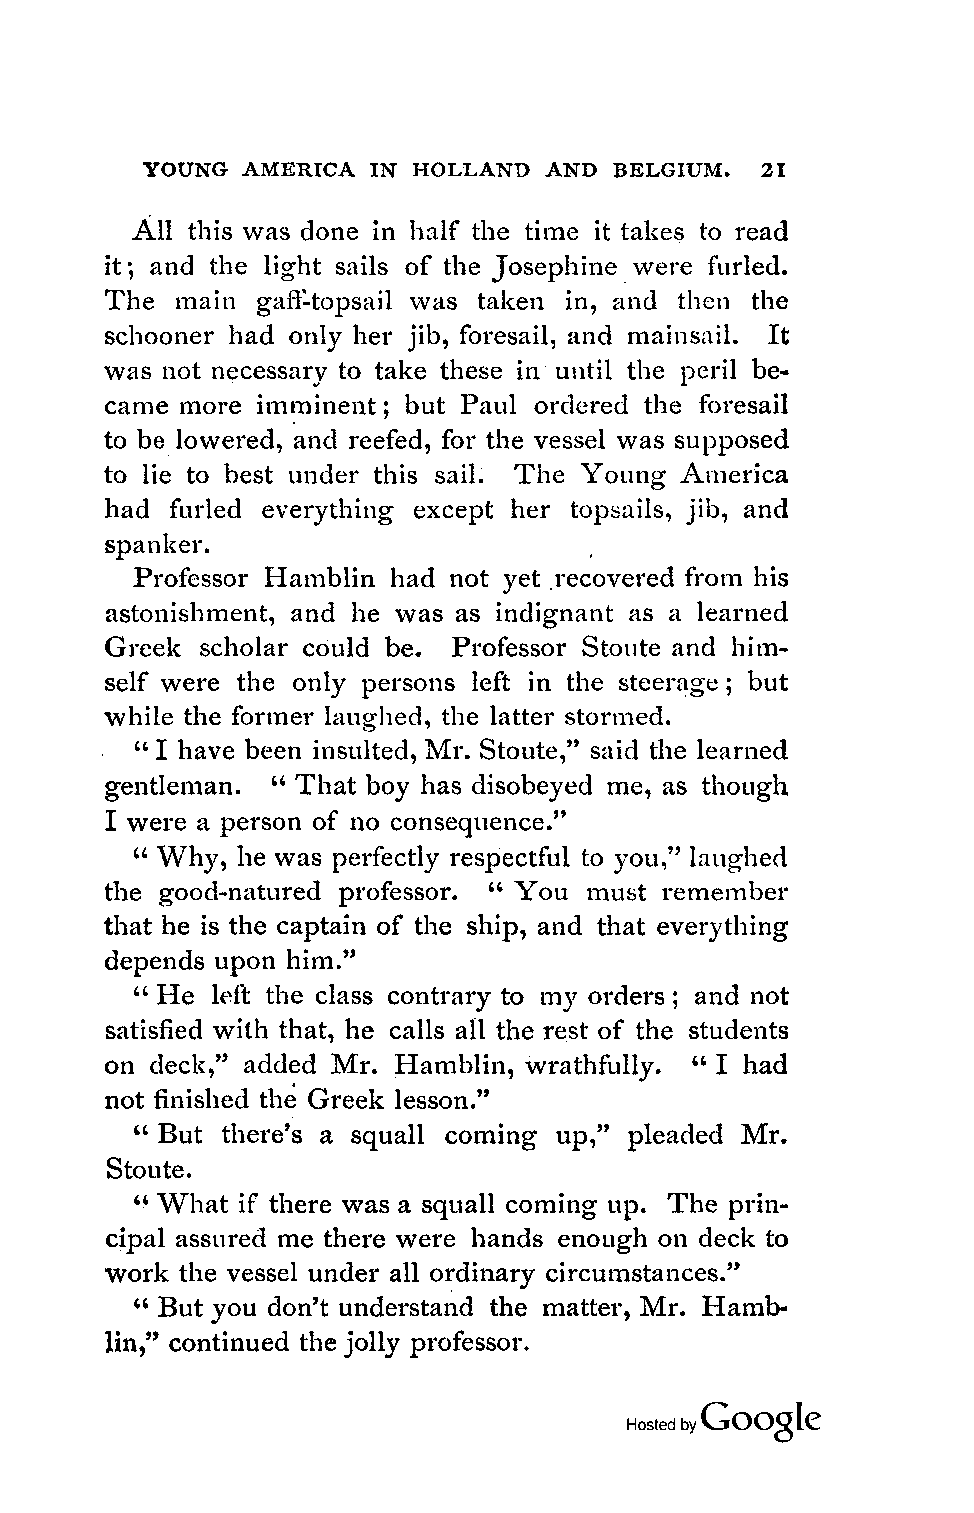 YOUNG AMERICA IN HOLLAND AND BELGIUM. 21
All this was done in half the time it takes to read
it; and the light sails of the Josephine were furled.
The main gaff-topsail was taken in, and then the
schooner had only her jib, foresail, and mainsail. It
was not necessary to take these in until the peril be-
came more imminent; but Paul ordered the foresail
to be lowered, and reefed, for the vessel was supposed
to lie to best under this sail. The Young America
had furled everything except her topsails, jib, and
spanker.
Professor Hamblin had not yet recovered from his
astonishment, and he was as indignant as a learned
Greek scholar could be. Professor Stoute and him-
self were the only persons left in the steerage; but
while the former laughed, the latter stormed.
"I have been insulted, Mr. Stoute," said the learned
gentleman. "That boy has disobeyed me, as though
I were a person of no consequence."
"Why, he was perfectly respectful to you," laughed
the good-natured professor. "You must remember
that he is the captain of the ship, and that everything
depends upon him."
"He left the class contrary to my orders; and not
satisfied with that, he calls all the rest of the students
on deck," added Mr. Hamblin, wrathfully. "I had
not finished the Greek lesson."
"But there's a squall coming up," pleaded Mr.
Stoute.
"What if there was a squall coming up. The prin-
cipal assured me there were hands enough on deck to
work the vessel under all ordinary circumstances."
"But you don't understand the matter, Mr. Hamb-
lin," continued the jolly professor.
Hosted by Google